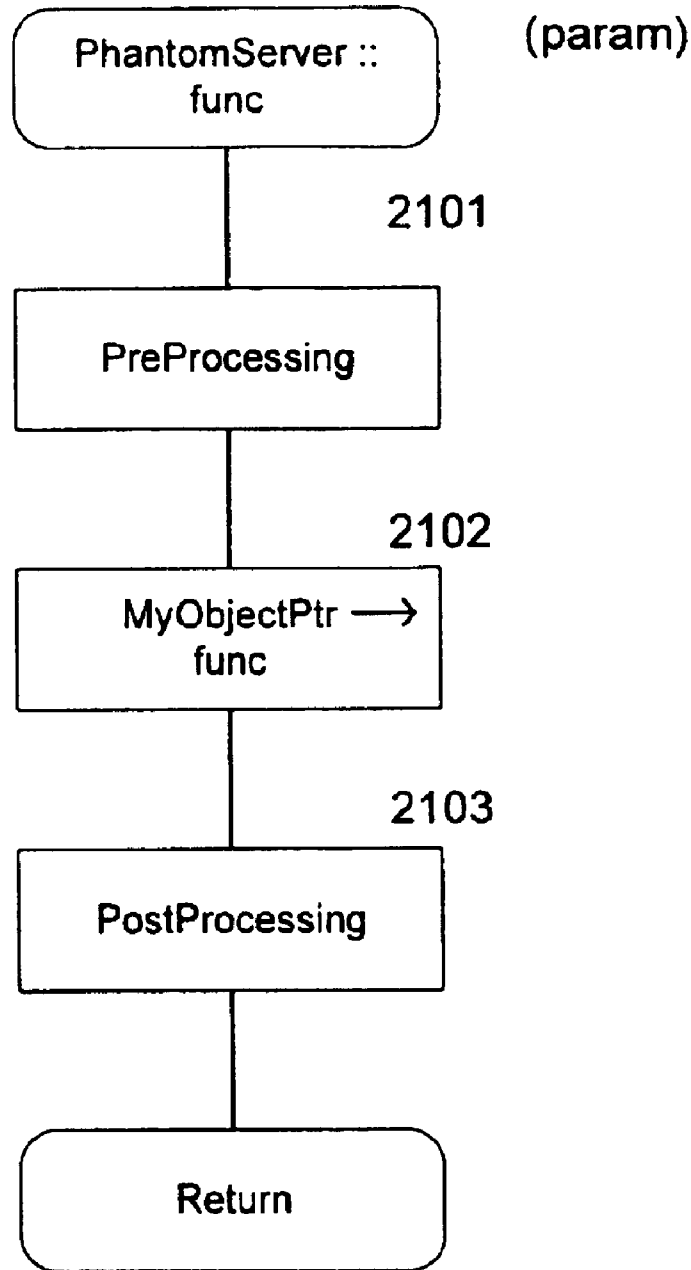 PhantomServer ::
func
(param)
2101
PreProcessing
2102
MyObjectPtr →
func
2103
PostProcessing
Return